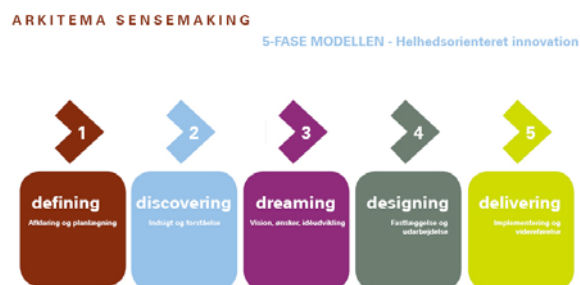 ARKITEMA SENSEMAKING
5-FASE MODELLEN - Helhedsorienteret innovation
1 2 3 4 5
defining discovering dreaming designing delivering
Afklaring og planlægning Indsigt og forståelse Vision, ønsker, idéudvikling Fastlæggelse og Implementering og
udarbejdelse videreførelse